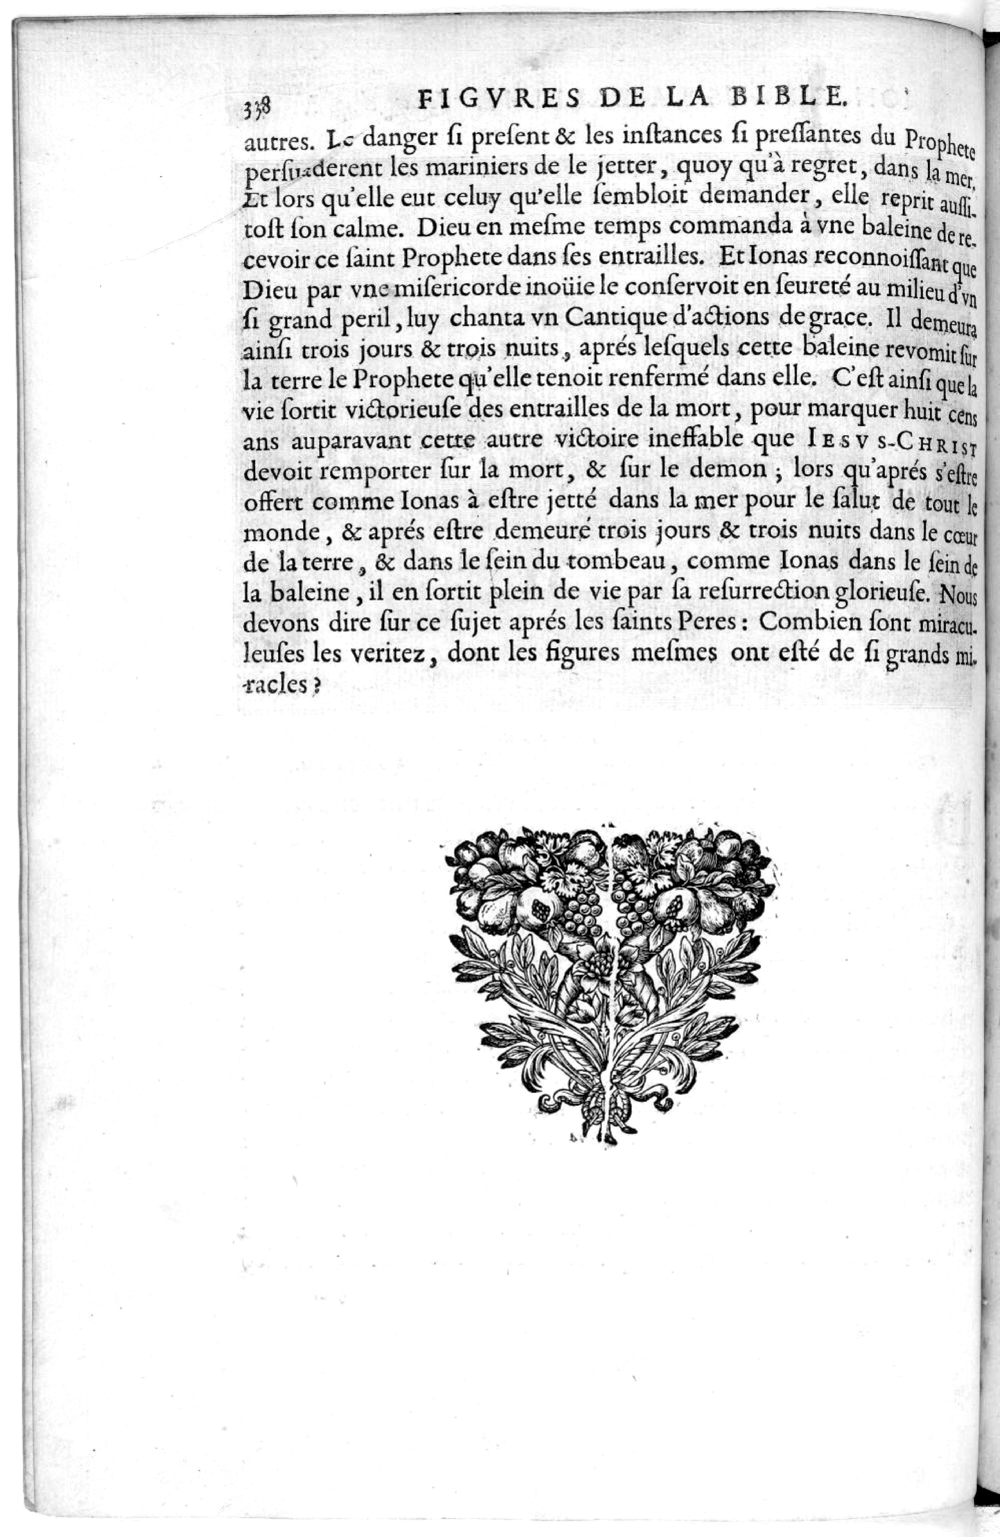 338 FIGVRES DE LA BIBLE.
autres. Le danger ſi preſent & les inſtances ſi preſſantes du Prophete
perſuaderent les mariniers de le jetter, quoy qu'à regret, dans la mer.
Et lors qu'elle eut celuy qu'elle ſembloit demander, elle reprit auſſi-
toſt ſon calme. Dieu en meſme temps commanda à vne baleine de re-
cevoir ce ſaint Prophete dans ſes entrailles. Et Ionas reconnoiſſant que
Dieu par vne miſericorde inoüie le conſervoit en ſeureté au milieu d'vn
ſi grand peril, luy chanta vn Cantique d'actions de grace. Il demeura
ainſi trois jours & trois nuits, aprés leſquels cette baleine revomit ſur
la terre le Prophete qu'elle tenoit renfermé dans elle. C'eſt ainſi que la
vie ſortit victorieuſe des entrailles de la mort, pour marquer huit cens
ans auparavant cette autre victoire ineffable que IESVS-CHRIST
devoit remporter ſur la mort, & ſur le demon; lors qu'aprés s'eſtre
offert comme Ionas à eſtre jetté dans la mer pour le ſalut de tout le
monde, & aprés eſtre demeuré trois jours & trois nuits dans le cœur
de la terre, & dans le ſein du tombeau, comme Ionas dans le ſein de
la baleine, il en ſortit plein de vie par ſa reſurrection glorieuſe. Nous
devons dire ſur ce ſujet aprés les ſaints Peres: Combien ſont miracu-
leuſes les veritez, dont les figures meſmes ont eſté de ſi grands mi-
racles?